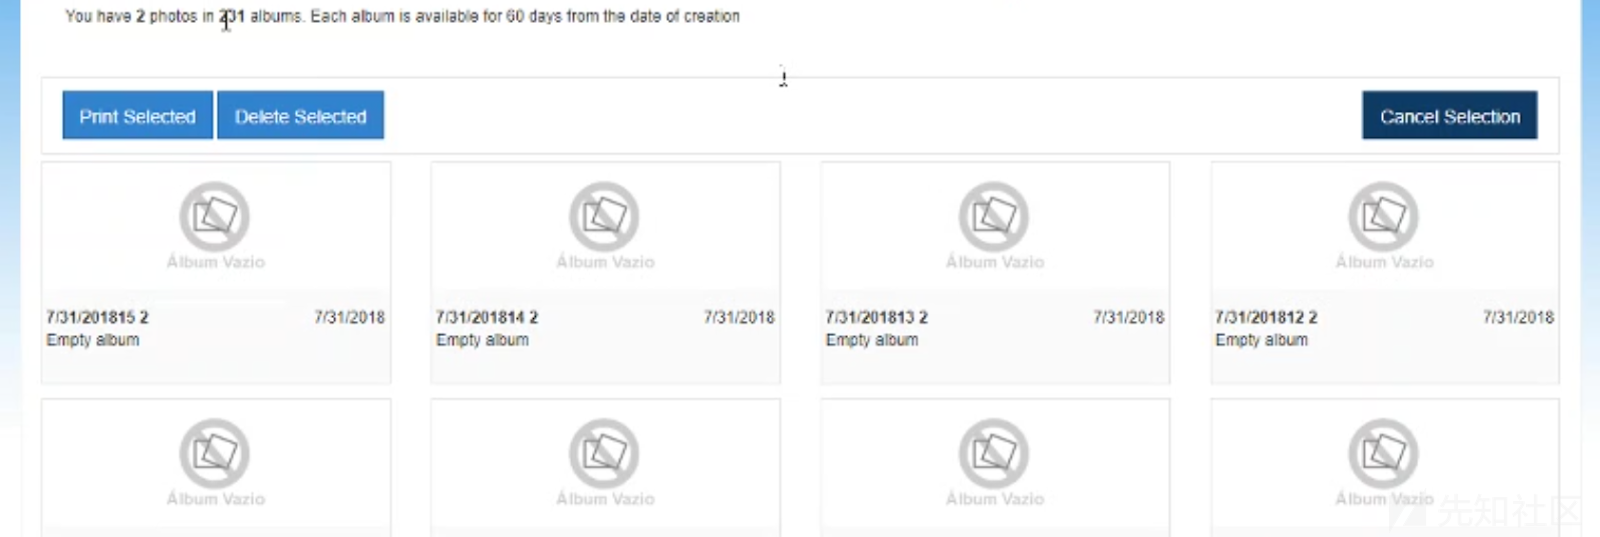 You have 2 photos in 231 albums. Each album is available for 60 days from the date of creation
Print Selected Delete Selected Cancel Selection
Álbum Vazio Álbum Vazio Álbum Vazio Álbum Vazio
7/31/201815 2 7/31/2018 7/31/201814 2 7/31/2018 7/31/201813 2 7/31/2018 7/31/201812 2 7/31/2018
Empty album Empty album Empty album Empty album
Álbum Vazio Álbum Vazio Álbum Vazio Álbum Vazio
先知社区